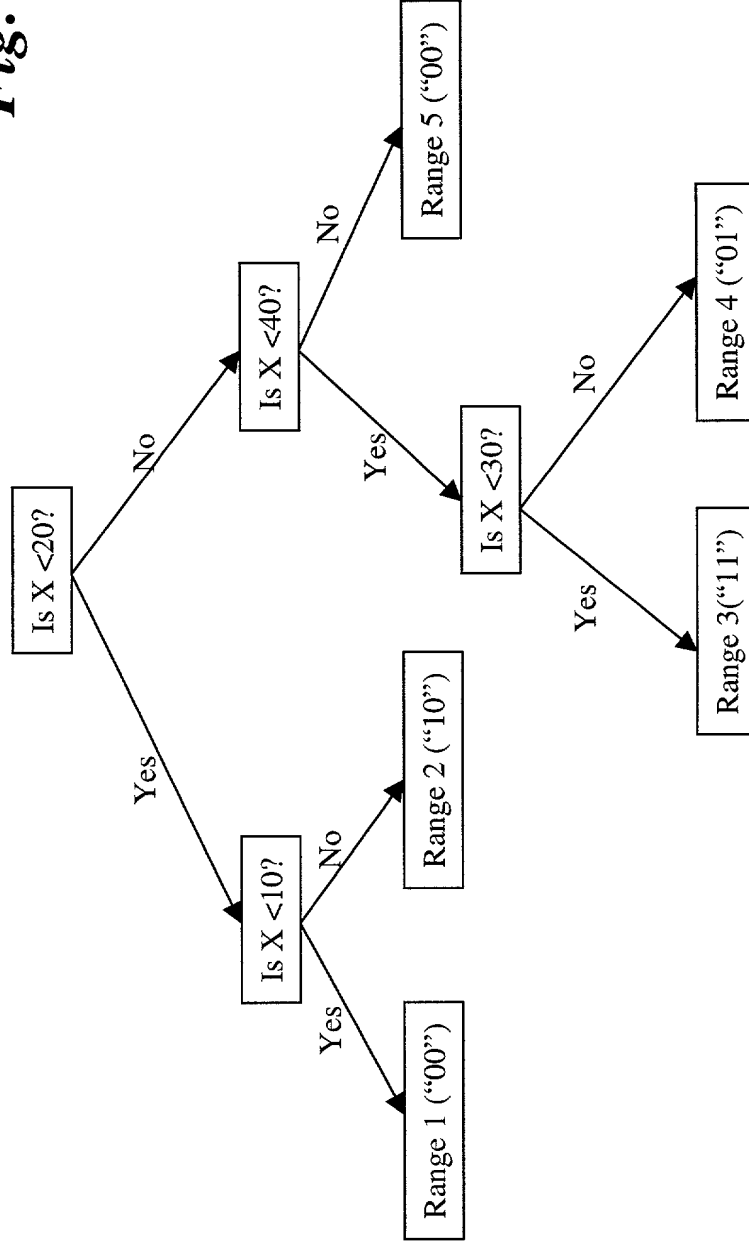 Fig.
Is X <20?
Yes
No
Is X <10?
Is X <40?
Yes
No
Yes
No
Range 1 (“00”)
Range 2 (“10”)
Is X <30?
Range 5 (“00”)
Yes
No
Range 3(“11”)
Range 4 (“01”)